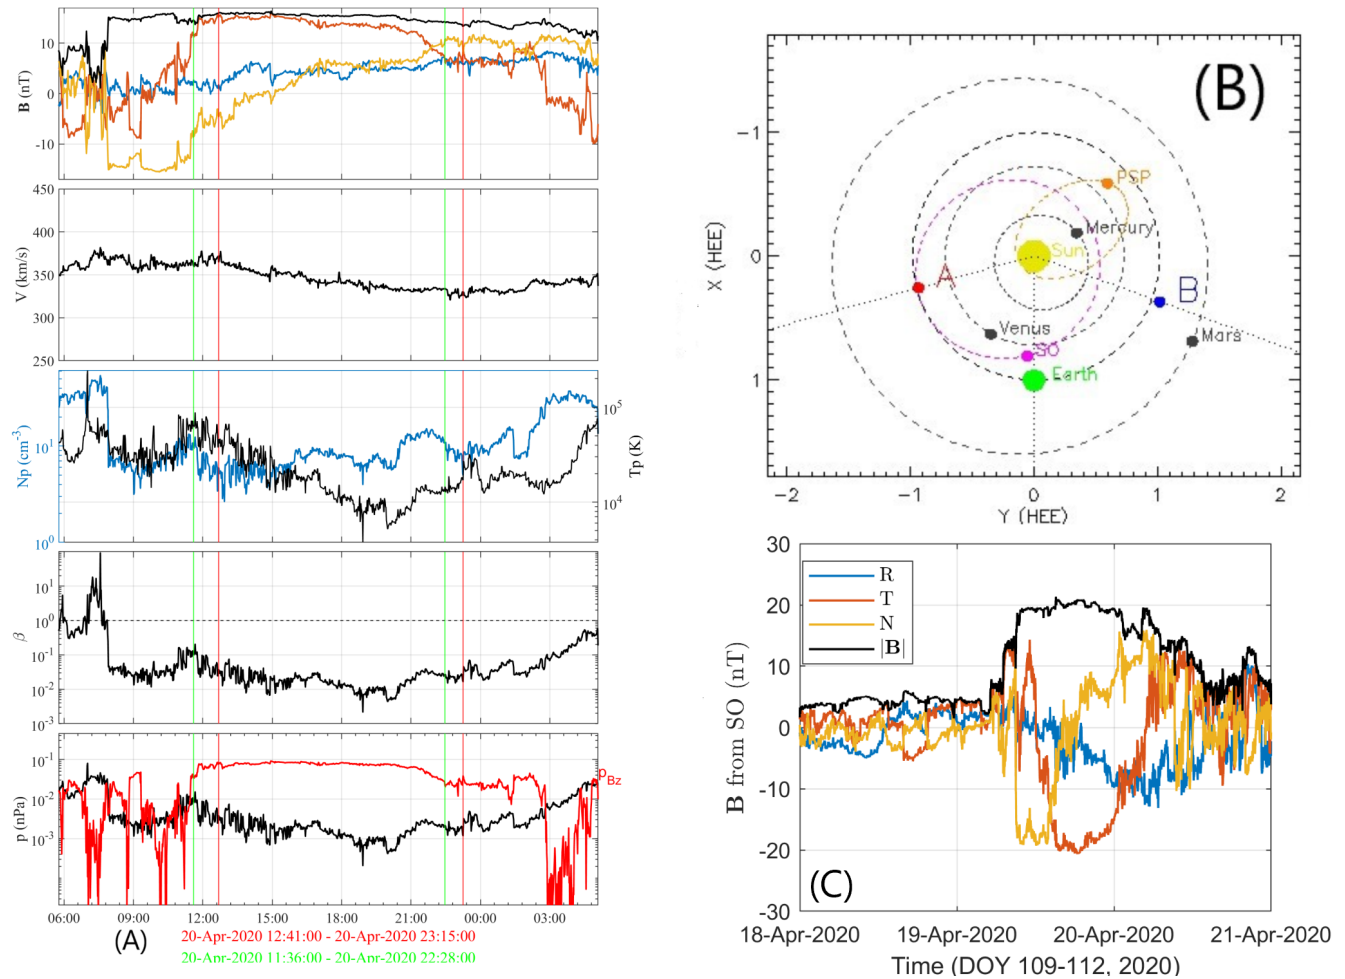 B (nT)
10
0
-10
V (km/s)
450
400
350
300
250
Np (cm-3)
10^1
10^0
Tp (K)
10^5
10^4
β
10^1
10^0
10^-1
10^-2
10^-3
p (nPa)
10^-1
10^-2
10^-3
pBz
06:00 09:00 12:00 15:00 18:00 21:00 00:00 03:00
(A)
20-Apr-2020 12:41:00 - 20-Apr-2020 23:15:00
20-Apr-2020 11:36:00 - 20-Apr-2020 22:28:00
(B)
X (HEE)
-1
0
1
PSP
Mercury
Sun
A
B
Venus
Mars
SO
Earth
-2 -1 0 1 2
Y (HEE)
B from SO (nT)
30
20
10
0
-10
-20
-30
R
T
N
|B|
(C)
18-Apr-2020 19-Apr-2020 20-Apr-2020 21-Apr-2020
Time (DOY 109-112, 2020)